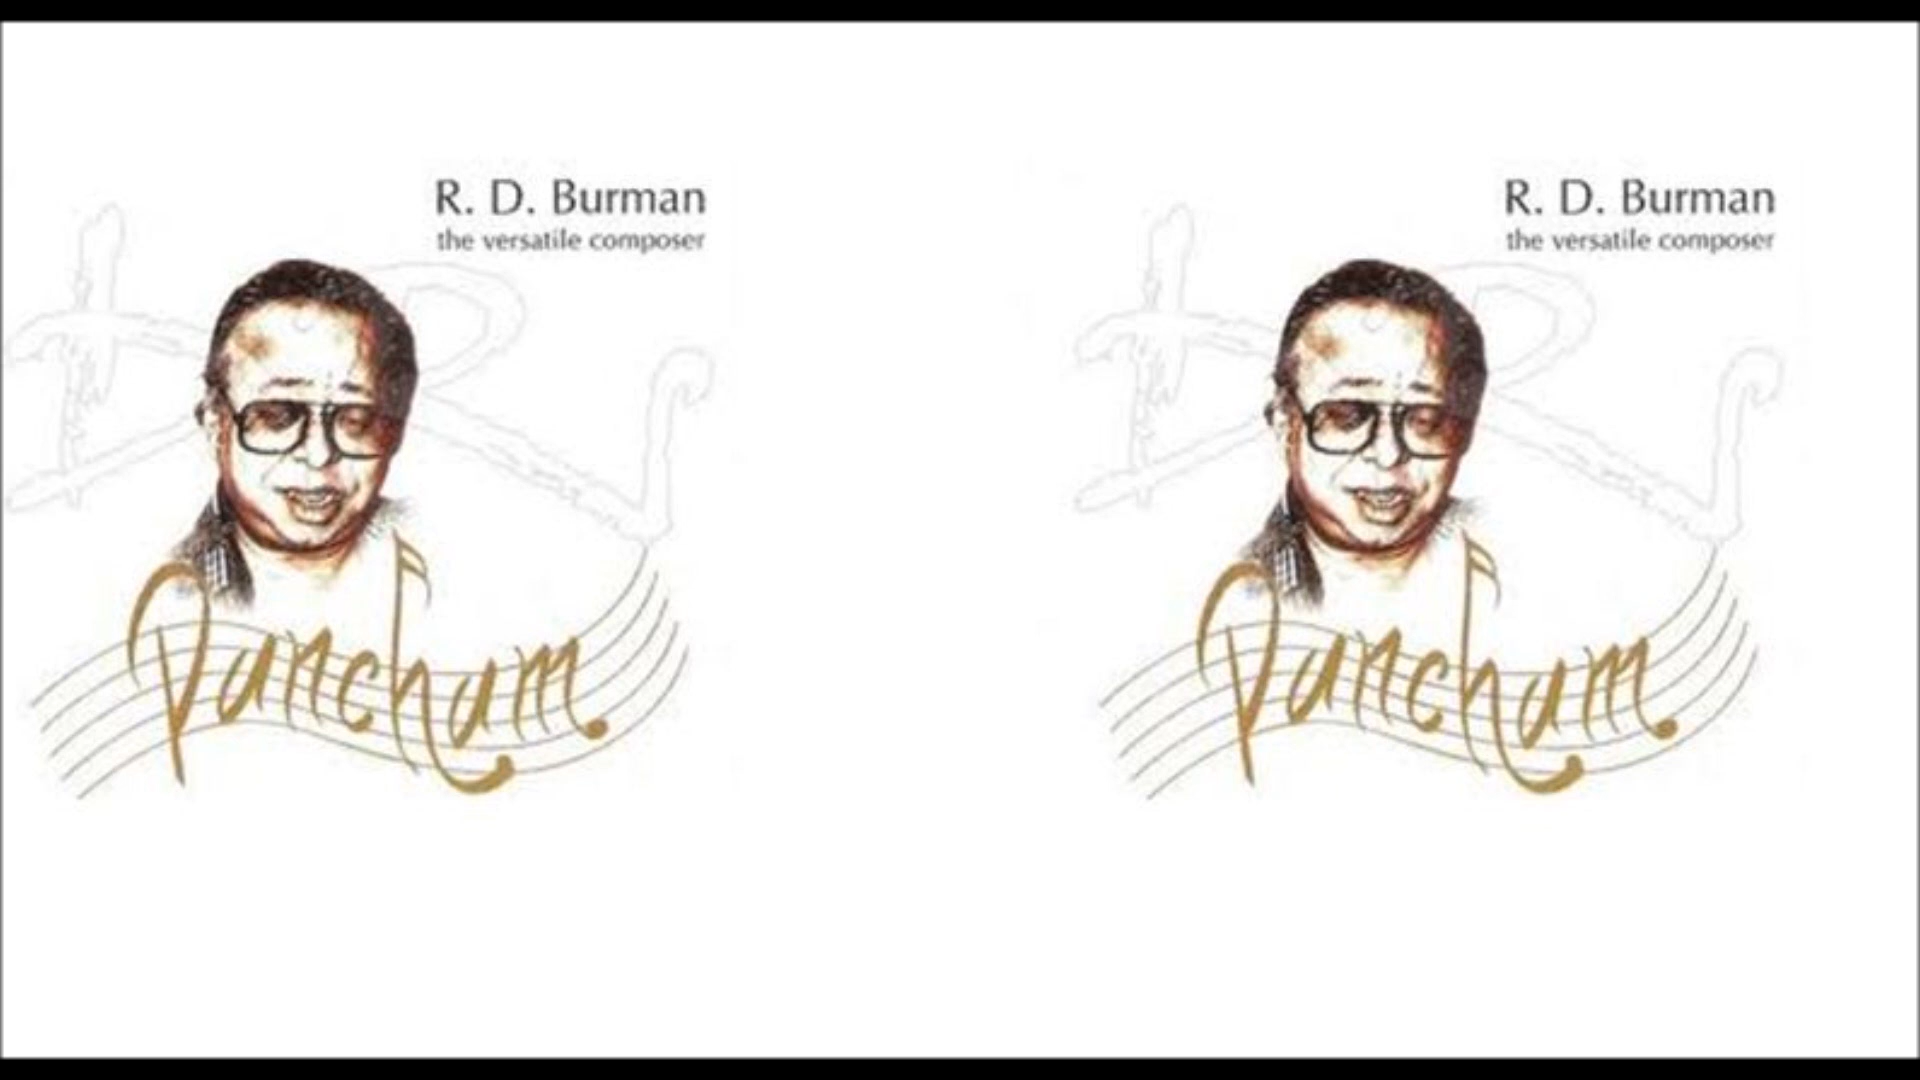 R. D. Burman
the versatile composer
Pancham
R. D. Burman
the versatile composer
Pancham